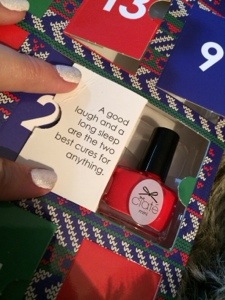 13
9
2
A good
laugh and a
long sleep
are the two
best cures for
anything.
ciaté